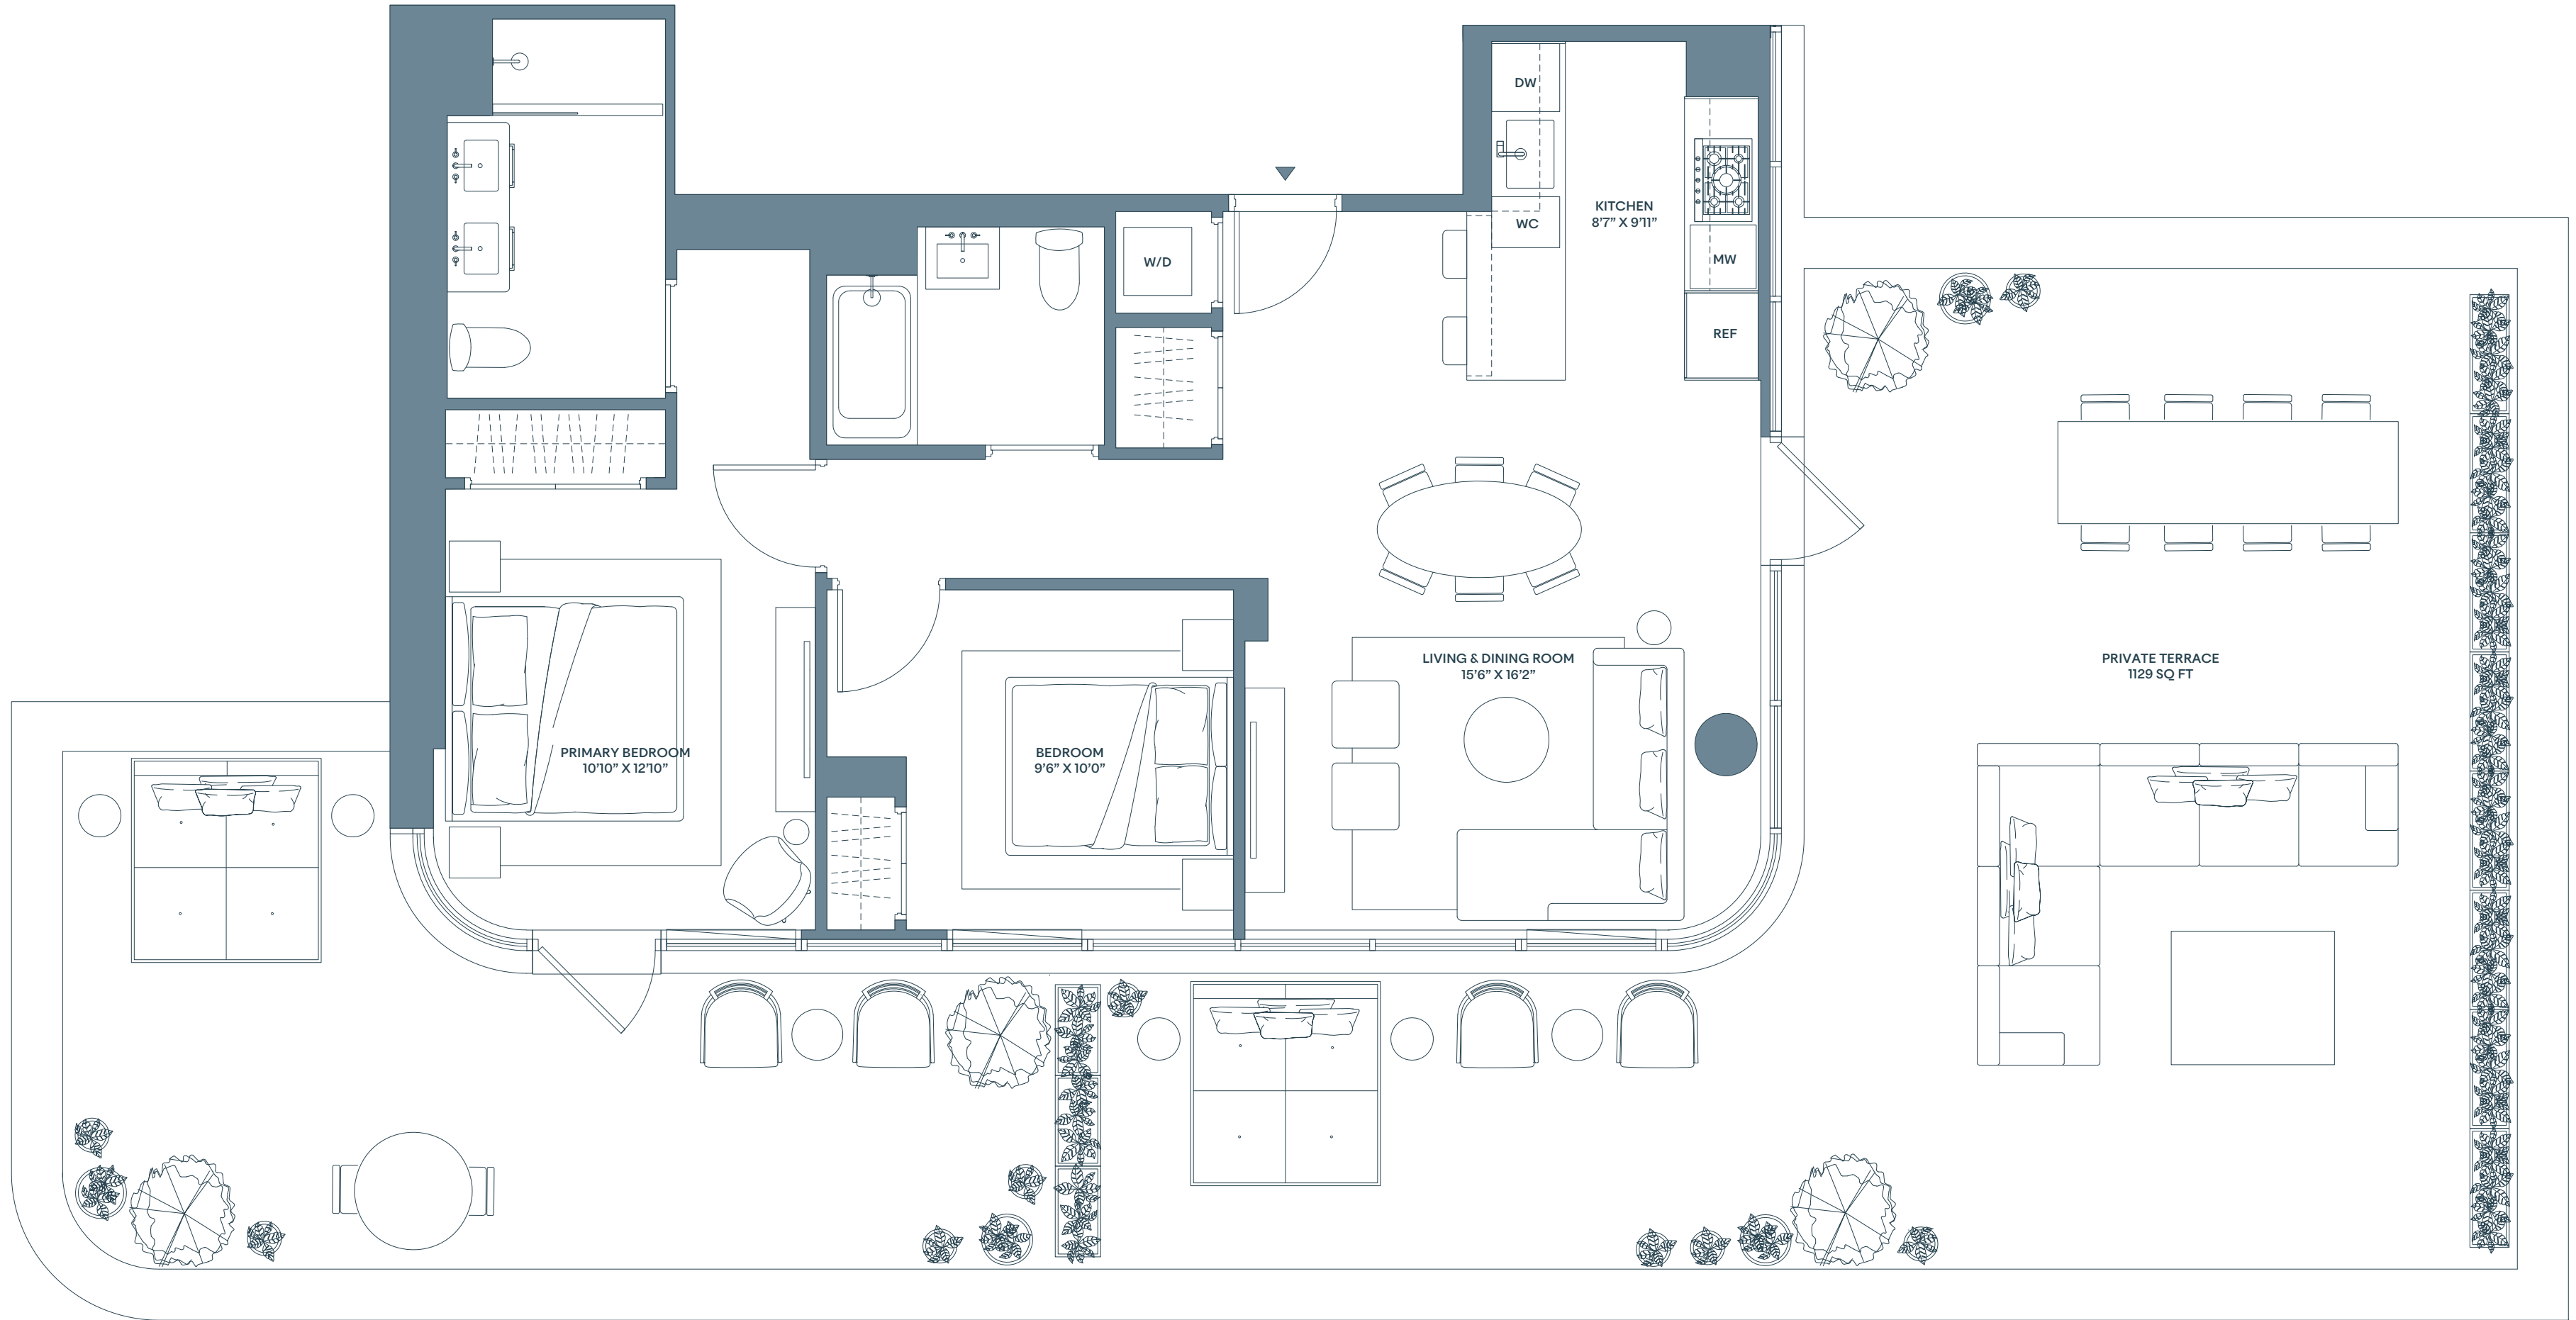 DW
WC
KITCHEN
8’7” X 9’11”
MW
REF
W/D
LIVING & DINING ROOM
15’6” X 16’2”
PRIVATE TERRACE
1129 SQ FT
PRIMARY BEDROOM
10’10” X 12’10”
BEDROOM
9’6” X 10’0”